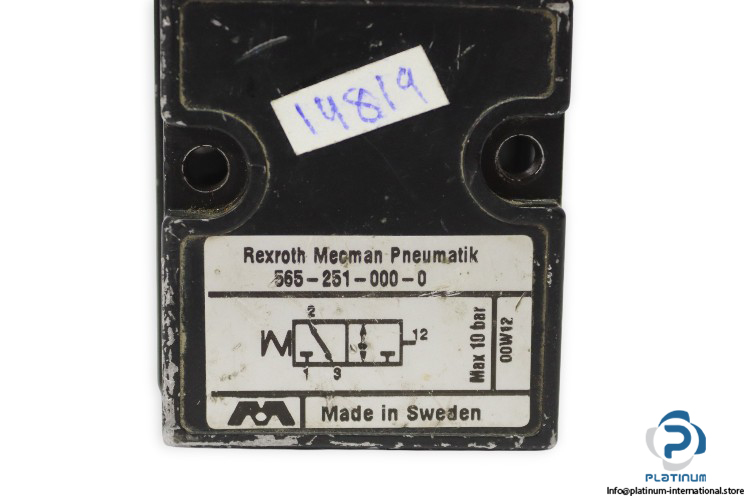 14819
Rexroth Mecman Pneumatik
565-251-000-0
2
12
1 3
Max 10 bar
00W12
Made in Sweden
PLATINUM
Info@platinum-international.store